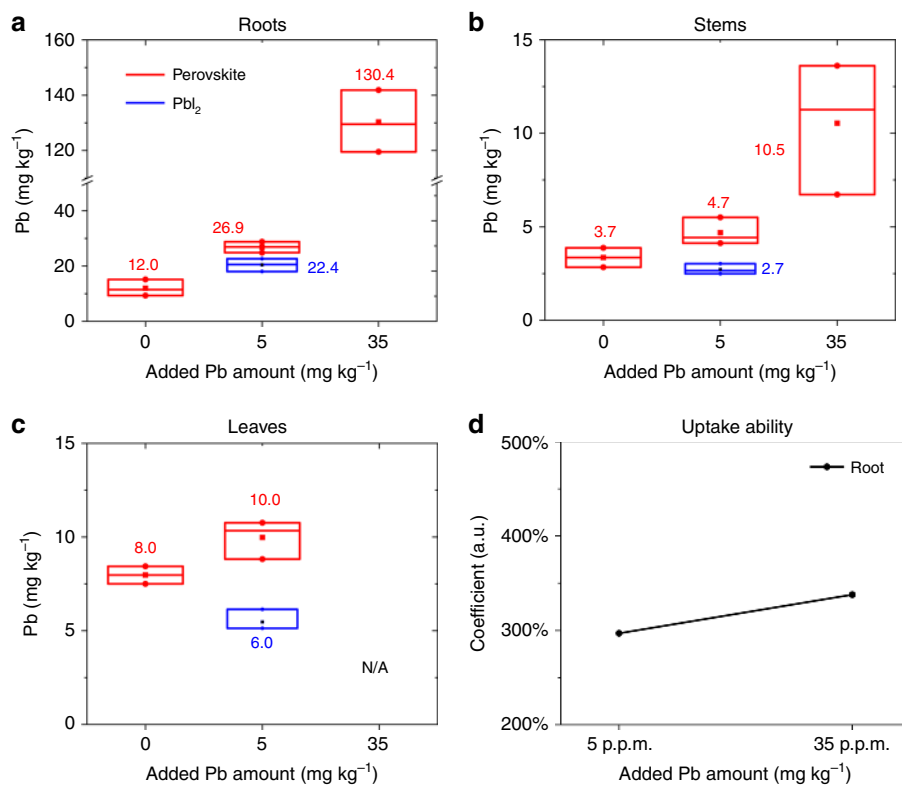 a
Roots
160
140
120
40
20
0
Pb (mg kg⁻¹)
Perovskite
PbI₂
12.0
26.9
22.4
130.4
0
5
35
Added Pb amount (mg kg⁻¹)
b
Stems
15
10
5
0
Pb (mg kg⁻¹)
3.7
4.7
2.7
10.5
0
5
35
Added Pb amount (mg kg⁻¹)
c
Leaves
15
10
5
0
Pb (mg kg⁻¹)
8.0
10.0
6.0
N/A
0
5
35
Added Pb amount (mg kg⁻¹)
d
Uptake ability
500%
400%
300%
200%
Coefficient (a.u.)
Root
5 p.p.m.
35 p.p.m.
Added Pb amount (mg kg⁻¹)